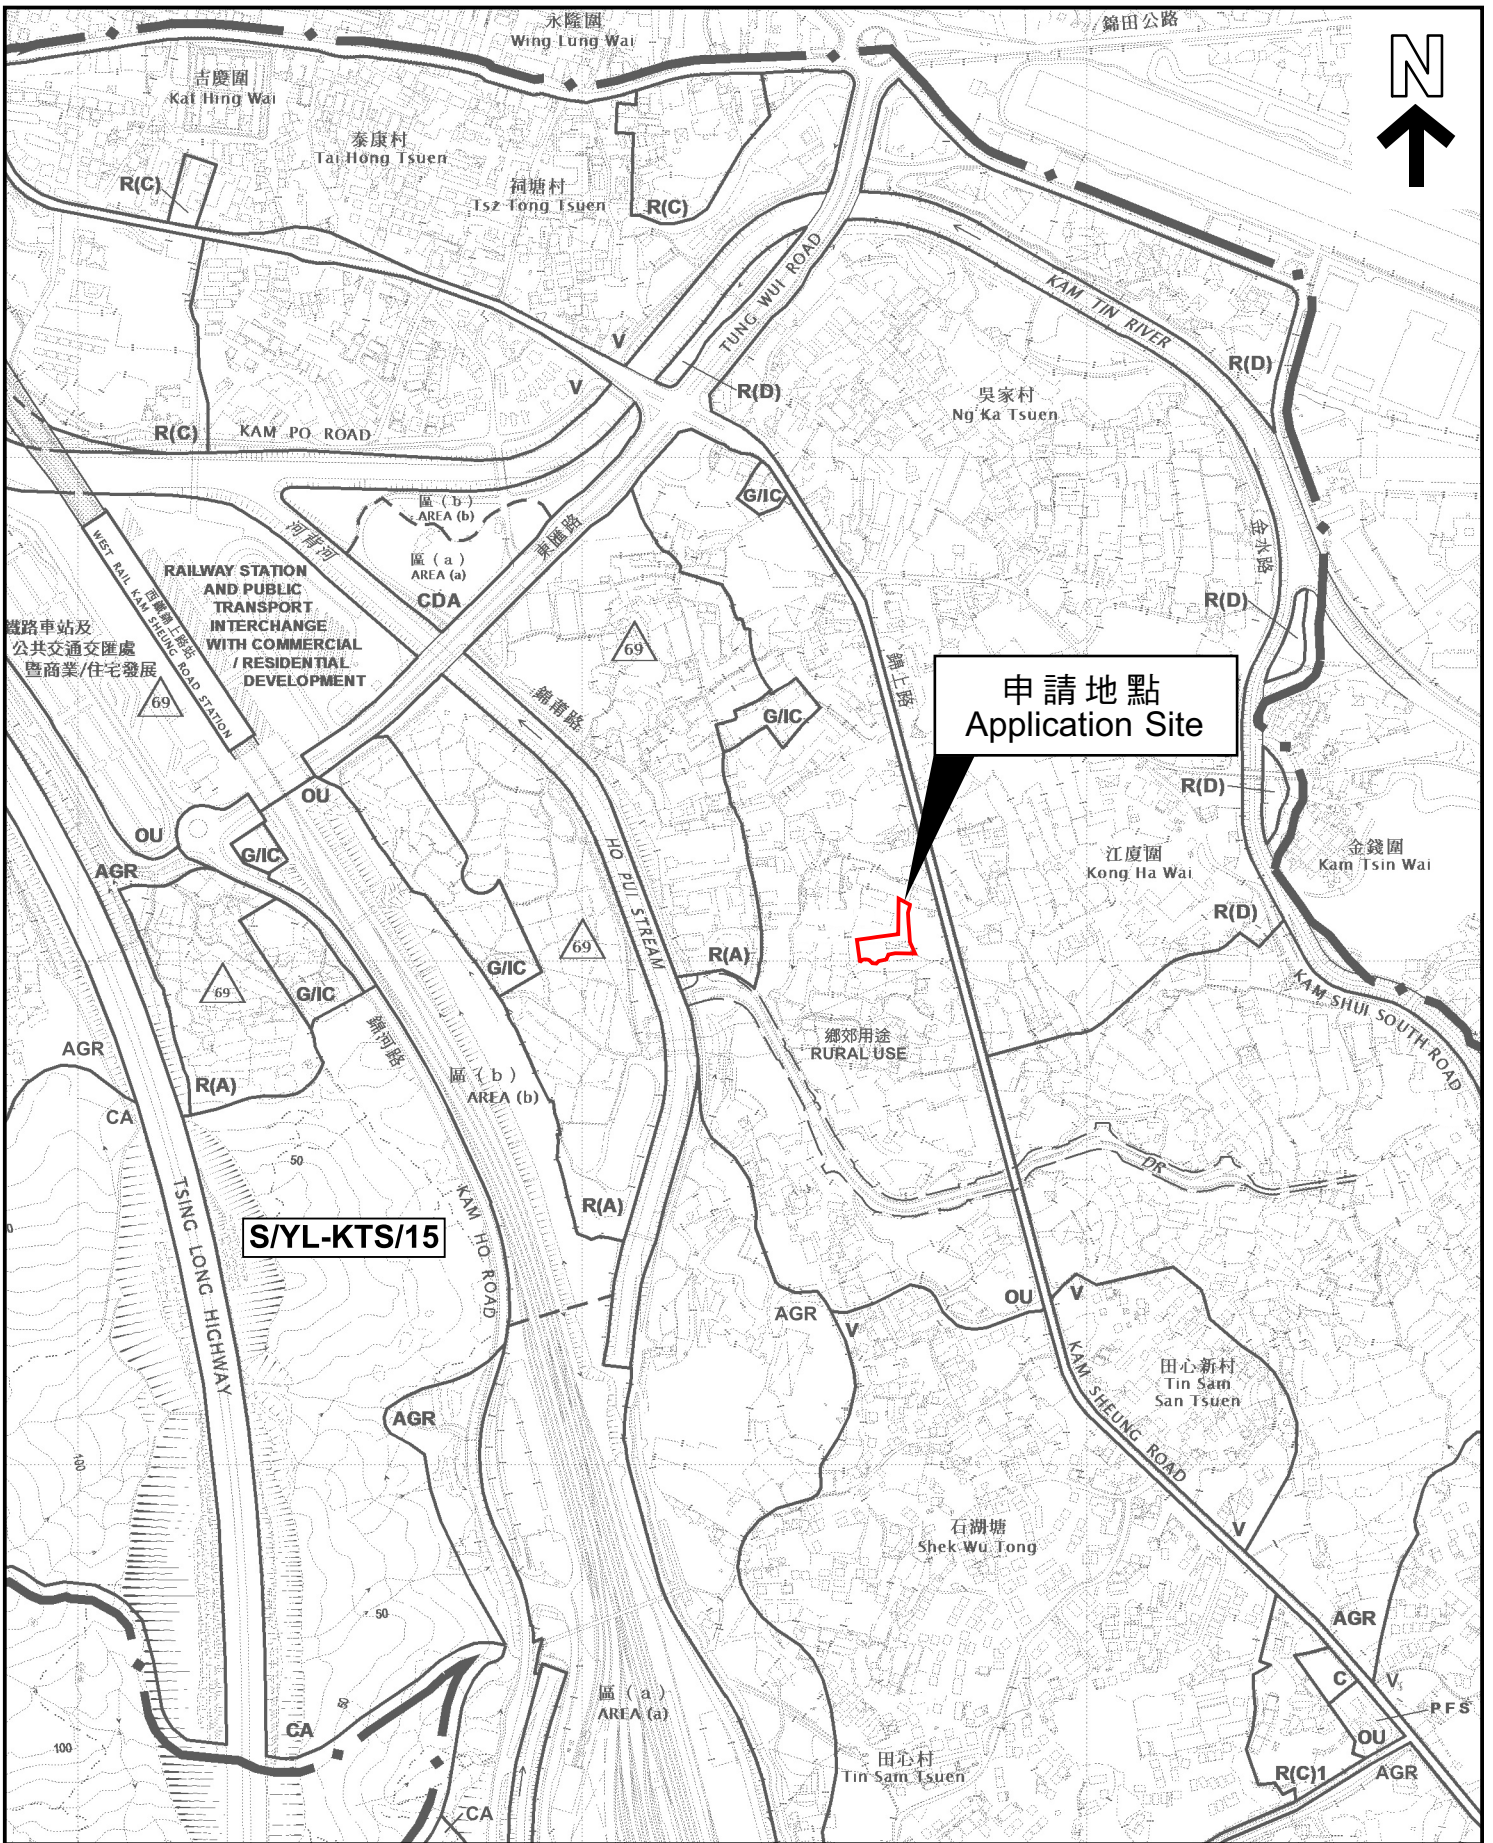 永隆圍
Wing Lung Wai
錦田公路
N
吉慶圍
Kat Hing Wai
泰康村
Tai Hong Tsuen
祠塘村
Tsz Tong Tsuen
R(C)
R(C)
TUNG WUI ROAD
KAM TIN RIVER
V
V
R(D)
R(D)
吳家村
Ng Ka Tsuen
R(C)
KAM PO ROAD
G/IC
區 ( b )
AREA (b)
河背河
東匯路
金水路
區 ( a )
AREA (a)
CDA
WEST RAIL KAM SHEUNG ROAD STATION
西鐵錦上路站
RAILWAY STATION
AND PUBLIC
TRANSPORT
INTERCHANGE
WITH COMMERCIAL
/ RESIDENTIAL
DEVELOPMENT
鐵路車站及
公共交通交匯處
暨商業/住宅發展
69
69
R(D)
錦上路
錦莆路
G/IC
申請地點
Application Site
OU
OU
G/IC
AGR
HO PUI STREAM
R(D)
江廈圍
Kong Ha Wai
金錢圍
Kam Tsin Wai
R(D)
69
69
G/IC
G/IC
R(A)
KAM SHUI SOUTH ROAD
錦河路
鄉郊用途
RURAL USE
AGR
R(A)
CA
區 ( b )
AREA (b)
50
DR
TSING LONG HIGHWAY
KAM HO ROAD
R(A)
S/YL-KTS/15
0
AGR
V
OU
V
KAM SHEUNG ROAD
田心新村
Tin Sam
San Tsuen
AGR
100
石湖塘
Shek Wu Tong
V
50
AGR
50
區 ( a )
AREA (a)
C
V
PFS
OU
CA
100
田心村
Tin Sam Tsuen
R(C)1
AGR
CA